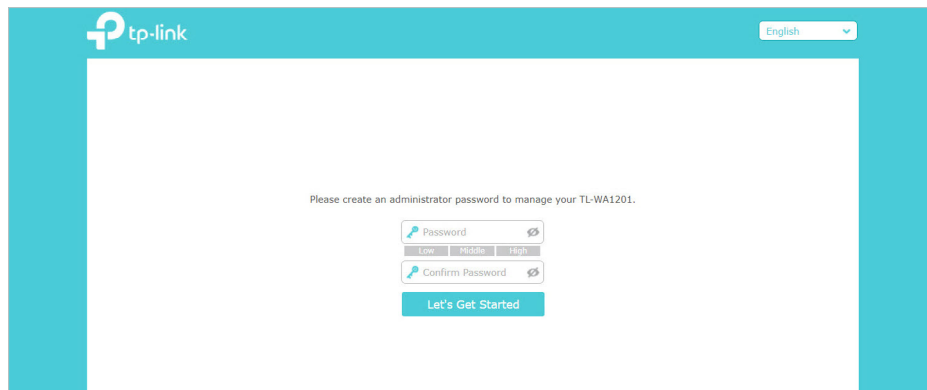 tp-link
English
Please create an administrator password to manage your TL-WA1201.
Password
Low Middle High
Confirm Password
Let's Get Started